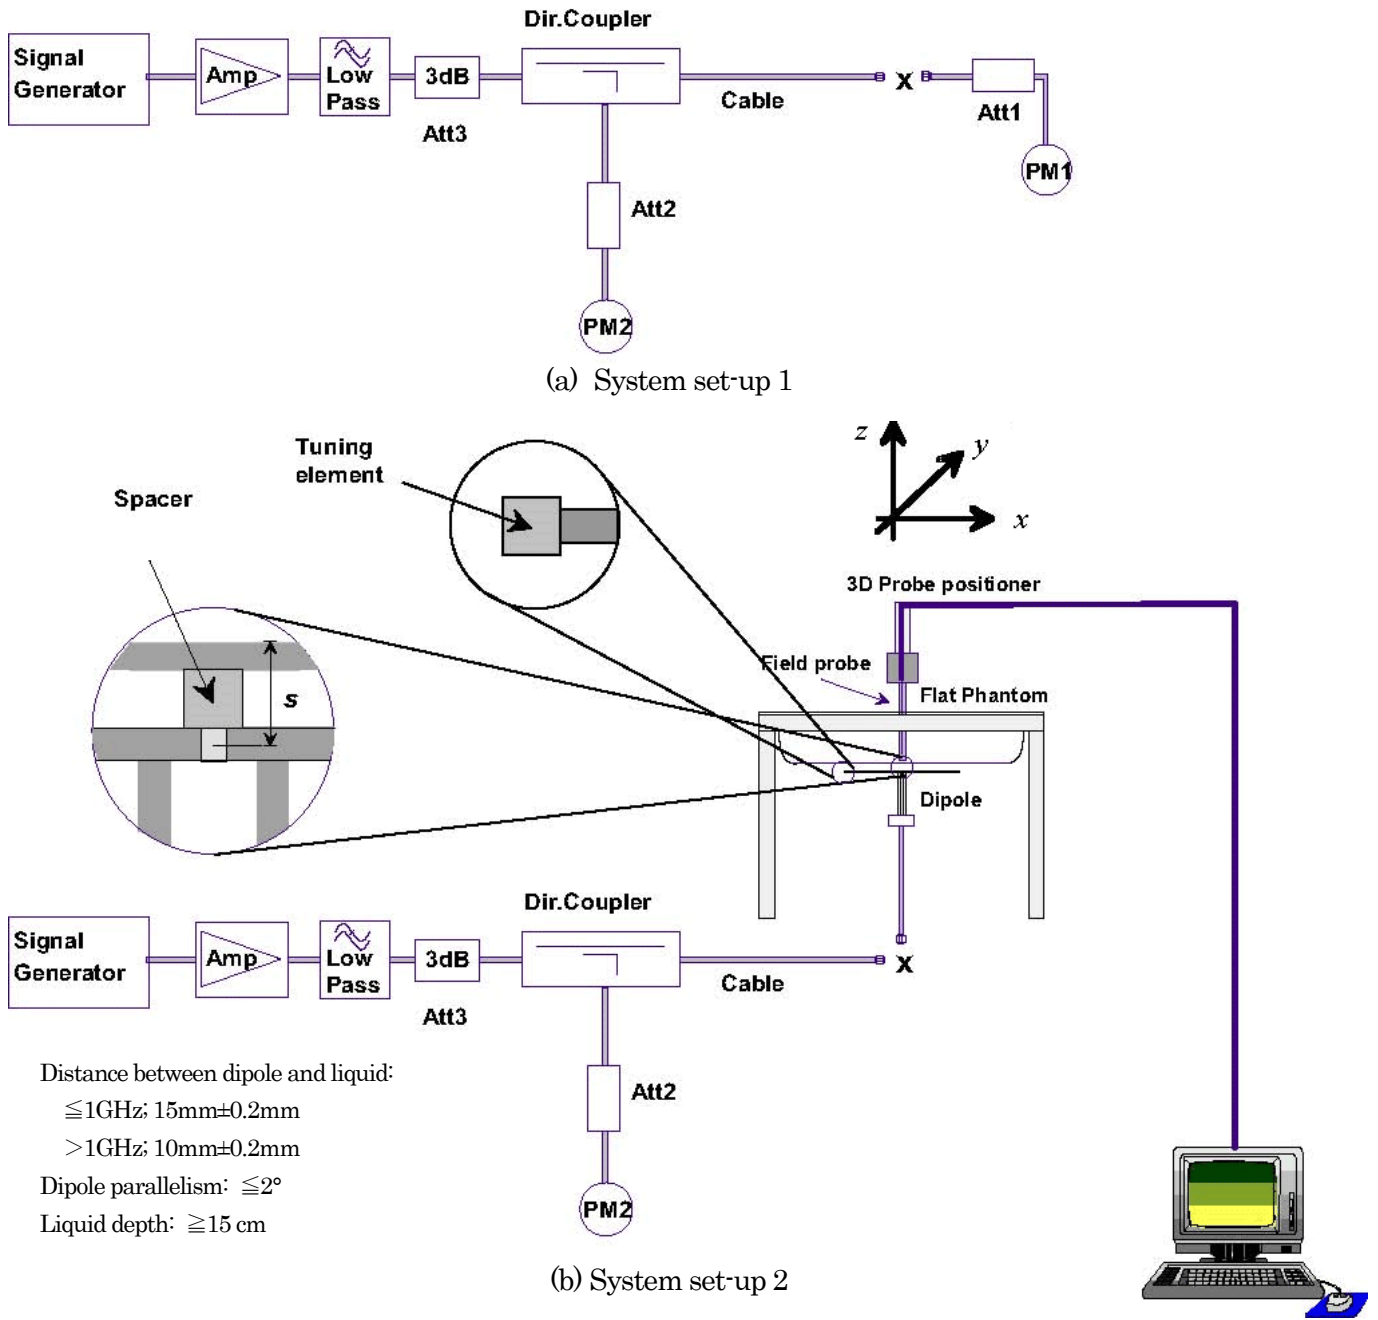 Dir.Coupler
Signal
Generator
Amp
Low
Pass
3dB
Att3
Cable
X
Att1
PM1
Att2
PM2
(a) System set-up 1
Tuning
element
Spacer
s
z
y
x
3D Probe positioner
Field probe
Flat Phantom
Dipole
Dir.Coupler
Signal
Generator
Amp
Low
Pass
3dB
Att3
Cable
X
Att2
PM2
Distance between dipole and liquid:
≦1GHz; 15mm±0.2mm
>1GHz; 10mm±0.2mm
Dipole parallelism: ≦2°
Liquid depth: ≧15 cm
(b) System set-up 2